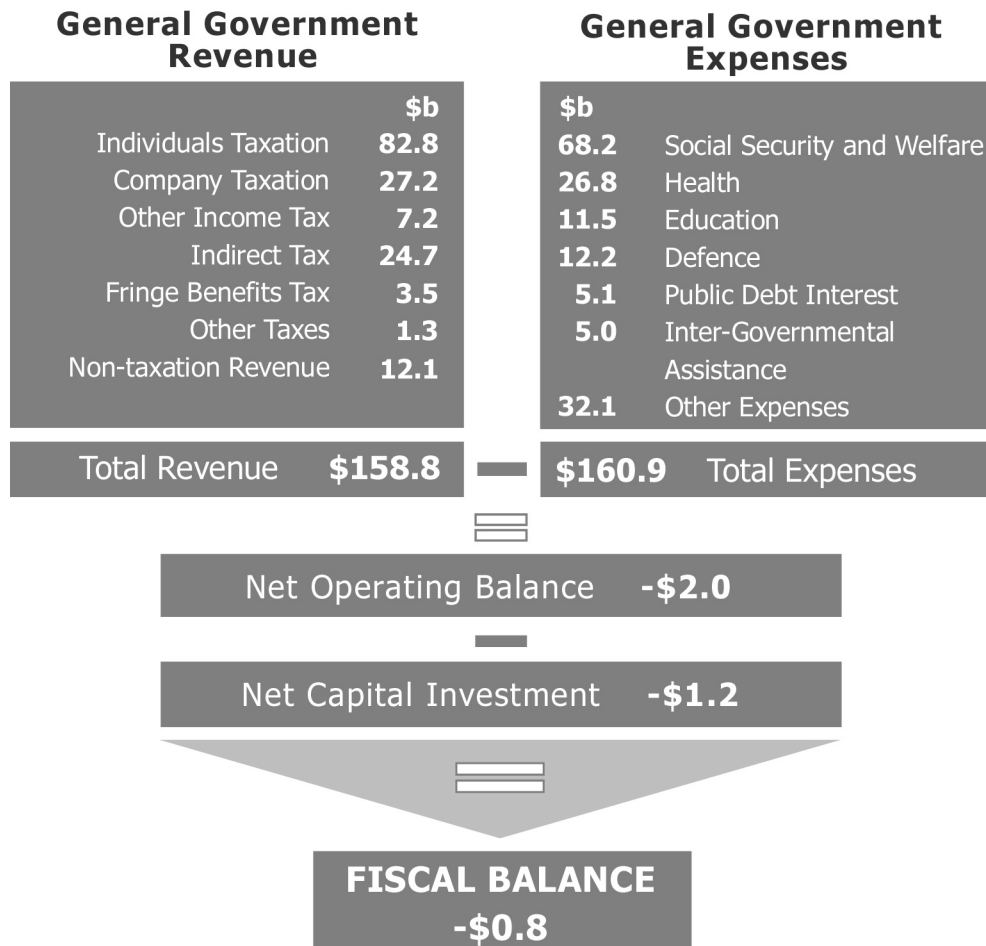 General Government
Revenue
$b
Individuals Taxation 82.8
Company Taxation 27.2
Other Income Tax 7.2
Indirect Tax 24.7
Fringe Benefits Tax 3.5
Other Taxes 1.3
Non-taxation Revenue 12.1
Total Revenue $158.8
General Government
Expenses
$b
68.2 Social Security and Welfare
26.8 Health
11.5 Education
12.2 Defence
5.1 Public Debt Interest
5.0 Inter-Governmental
Assistance
32.1 Other Expenses
$160.9 Total Expenses
Net Operating Balance -$2.0
Net Capital Investment -$1.2
FISCAL BALANCE
-$0.8